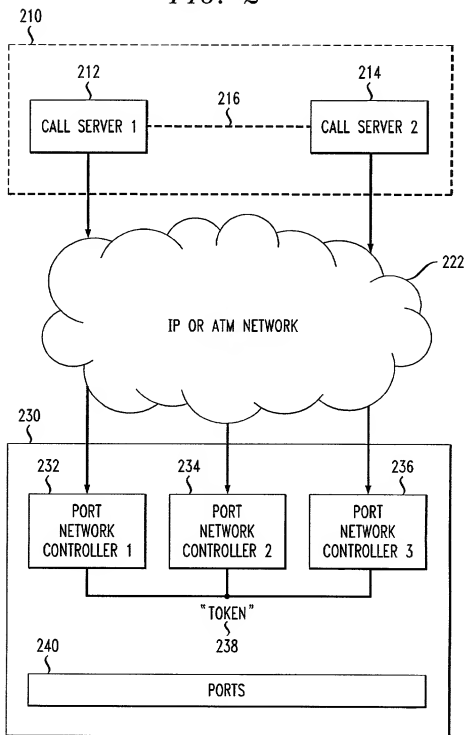 FIG. 2
210
212
214
216
CALL SERVER 1
CALL SERVER 2
222
IP OR ATM NETWORK
230
232
234
236
PORT
NETWORK
CONTROLLER 1
PORT
NETWORK
CONTROLLER 2
PORT
NETWORK
CONTROLLER 3
"TOKEN"
238
240
PORTS